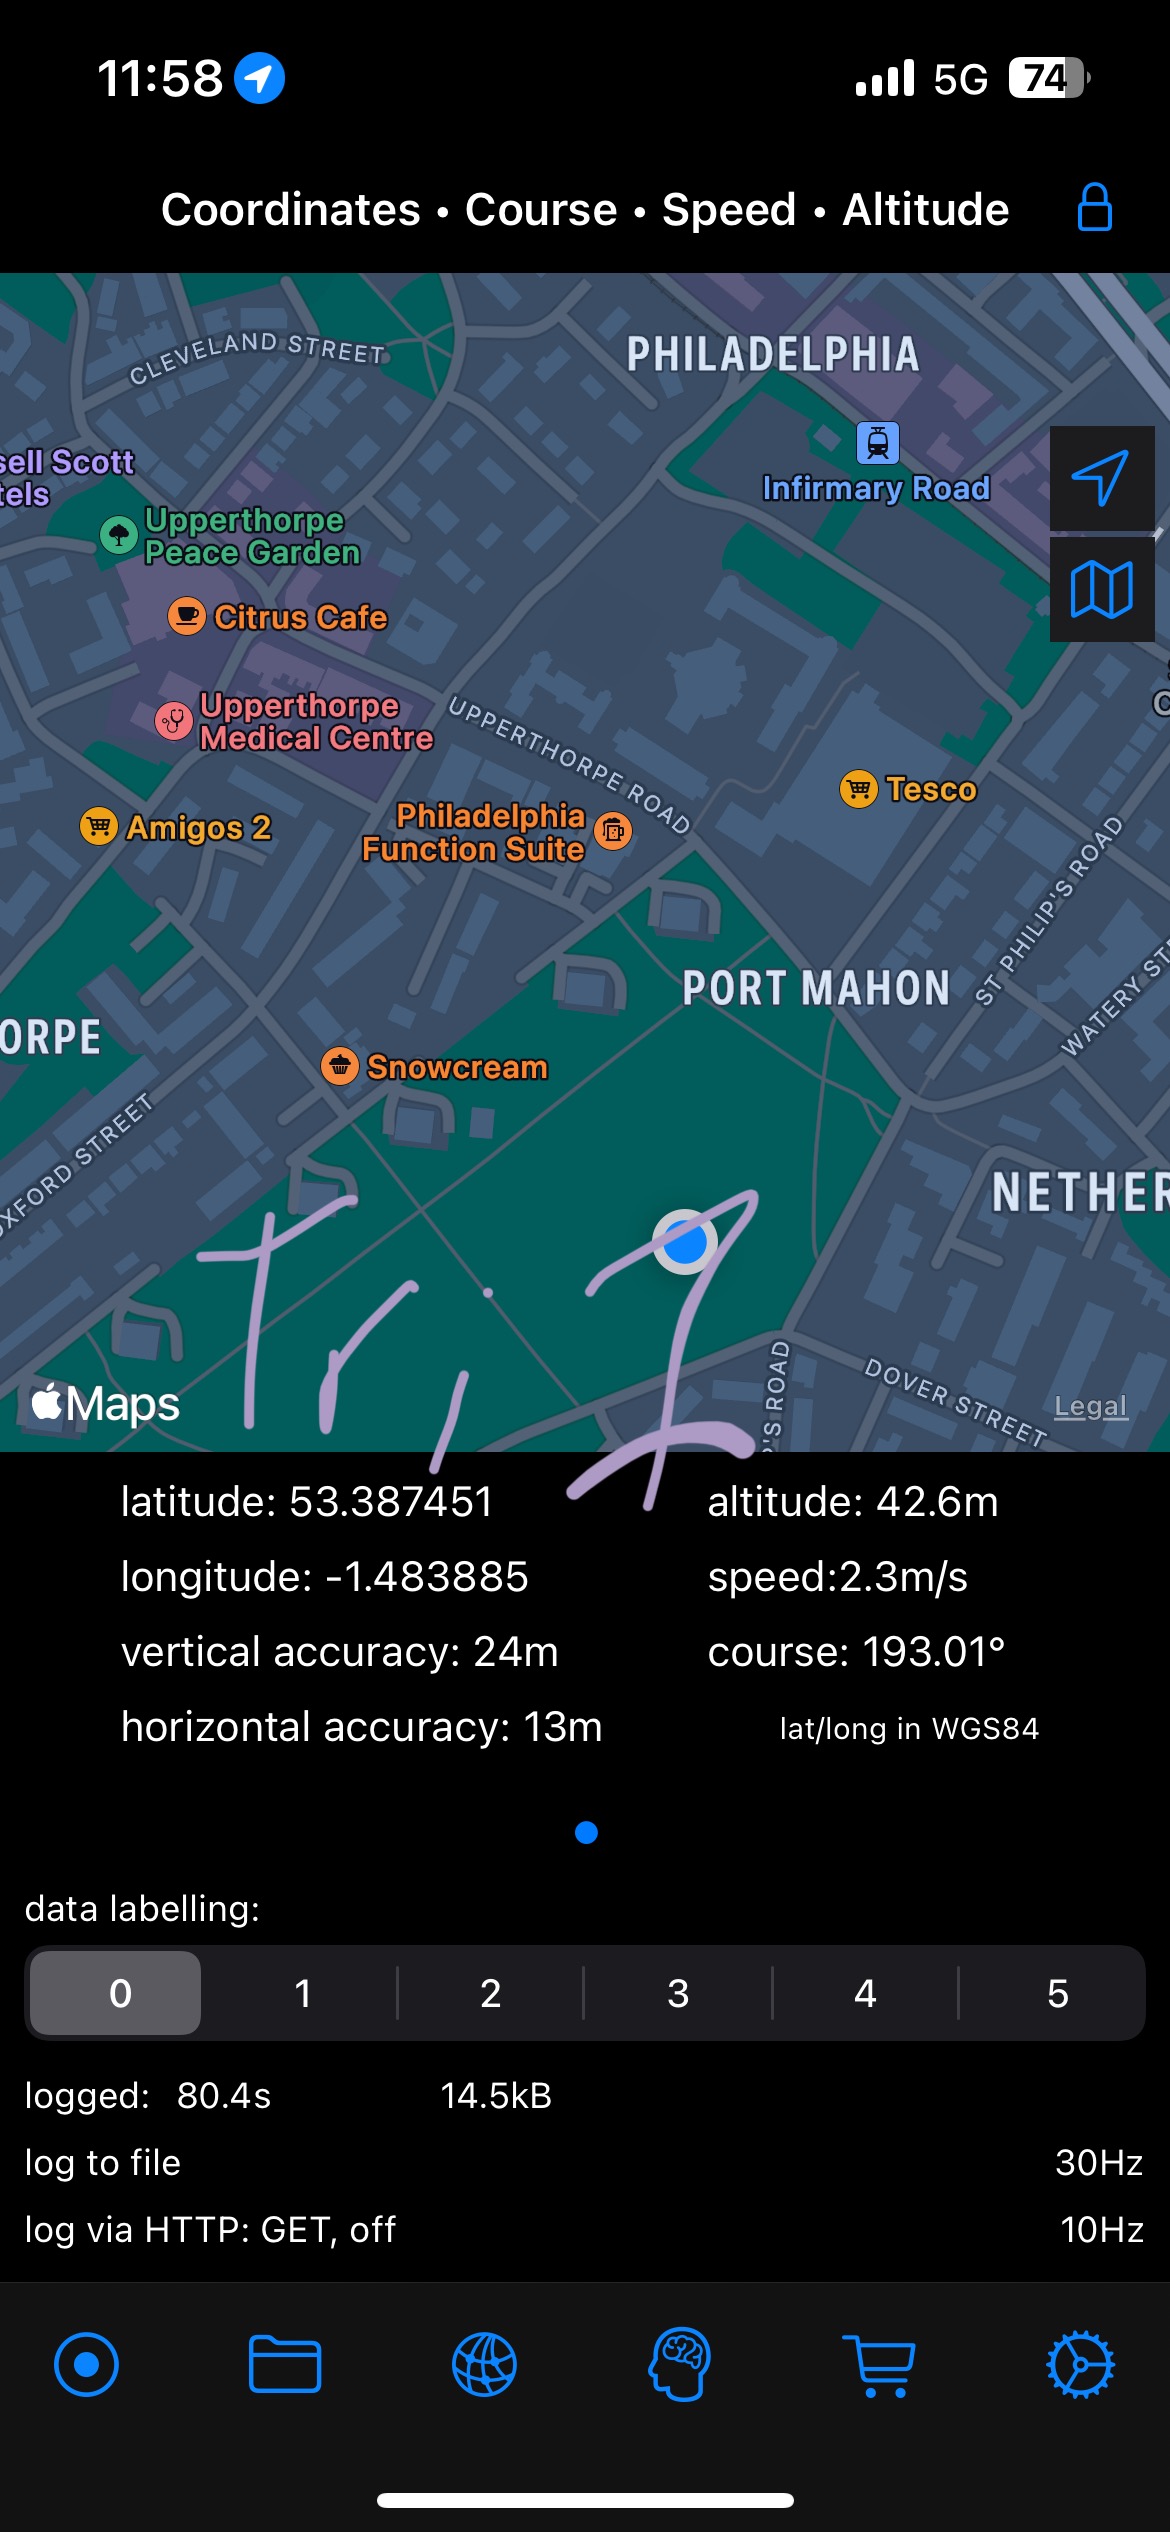 11:58 5G 74
Coordinates • Course • Speed • Altitude
CLEVELAND STREET
PHILADELPHIA
sell Scott
tels
Infirmary Road
Upperthorpe
Peace Garden
Citrus Cafe
Upperthorpe
Medical Centre
UPPERTHORPE ROAD
Tesco
Philadelphia
Function Suite
Amigos 2
ST PHILIP'S ROAD
PORT MAHON
WATERY ST
ORPE
Snowcream
OXFORD STREET
NETHER
Tri 7
'S ROAD
DOVER STREET
Maps
Legal
latitude: 53.387451 altitude: 42.6m
longitude: -1.483885 speed:2.3m/s
vertical accuracy: 24m course: 193.01°
horizontal accuracy: 13m lat/long in WGS84
data labelling:
0 1 2 3 4 5
logged: 80.4s 14.5kB
log to file 30Hz
log via HTTP: GET, off 10Hz